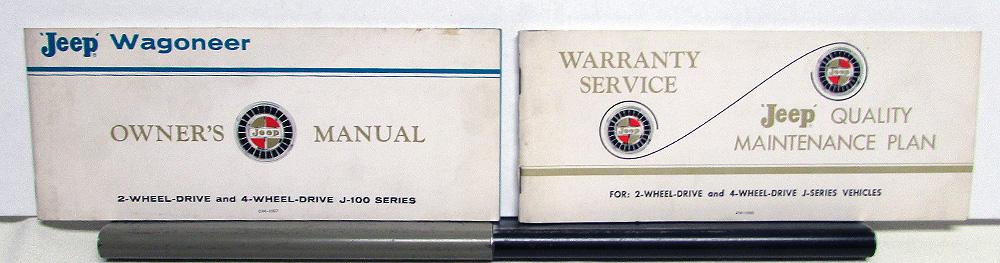 'Jeep' Wagoneer
OWNER'S Jeep MANUAL
2-WHEEL-DRIVE and 4-WHEEL-DRIVE J-100 SERIES
WARRANTY
SERVICE
Jeep
Jeep
'Jeep' QUALITY
MAINTENANCE PLAN
FOR: 2-WHEEL-DRIVE and 4-WHEEL-DRIVE J-SERIES VEHICLES